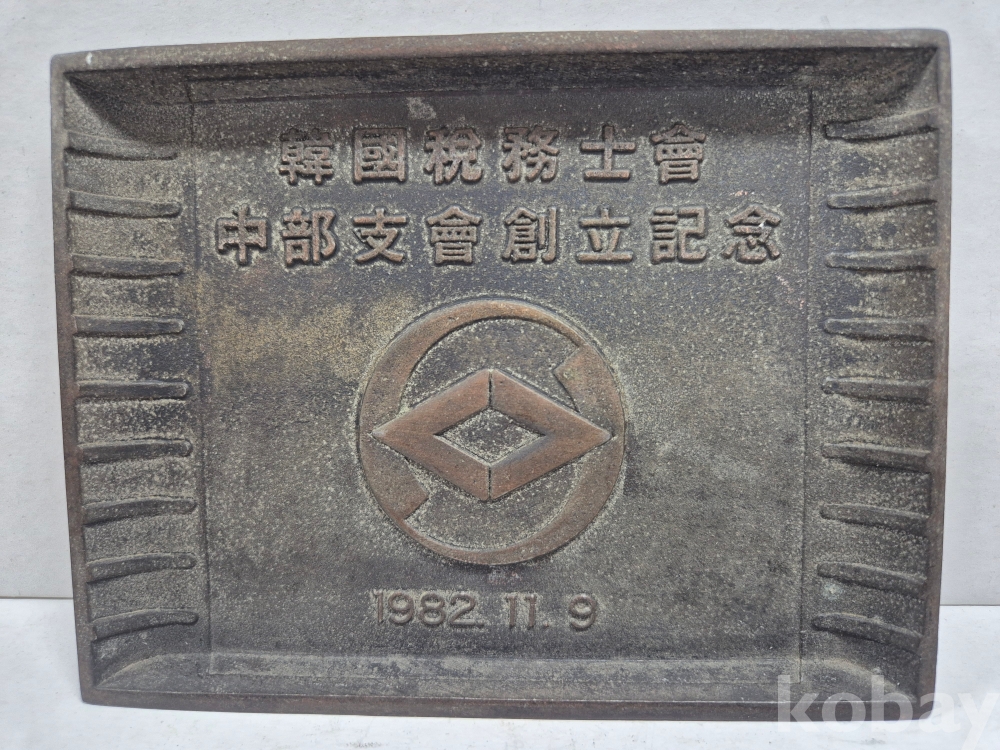 韓國稅務士會
中部支會創立記念
1982. 11. 9
kobay